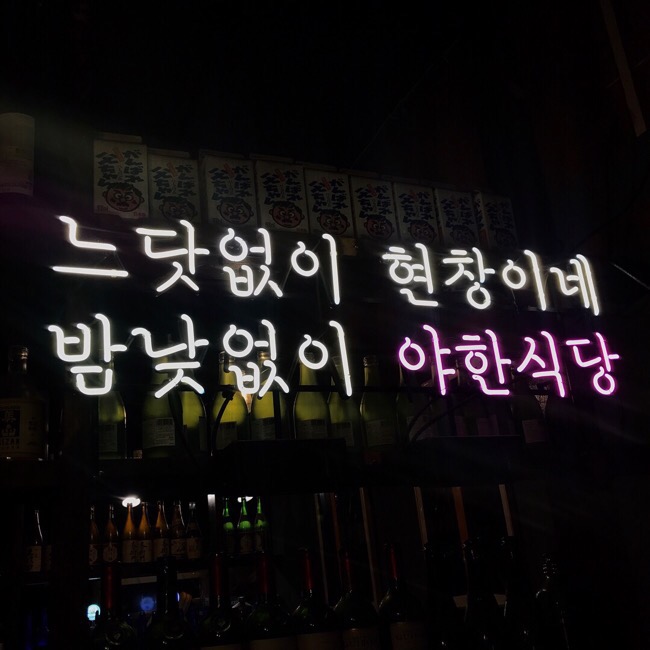 느닷없이 현창이네
밤낮없이 야한식당